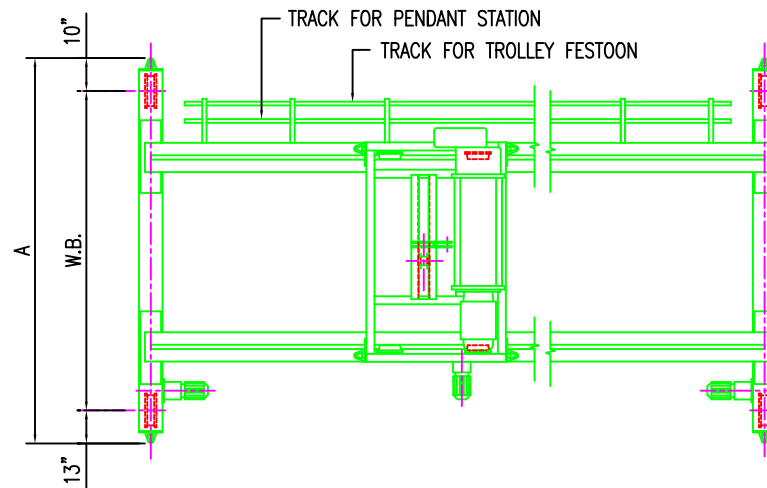 10"
TRACK FOR PENDANT STATION
TRACK FOR TROLLEY FESTOON
A
W.B.
13"